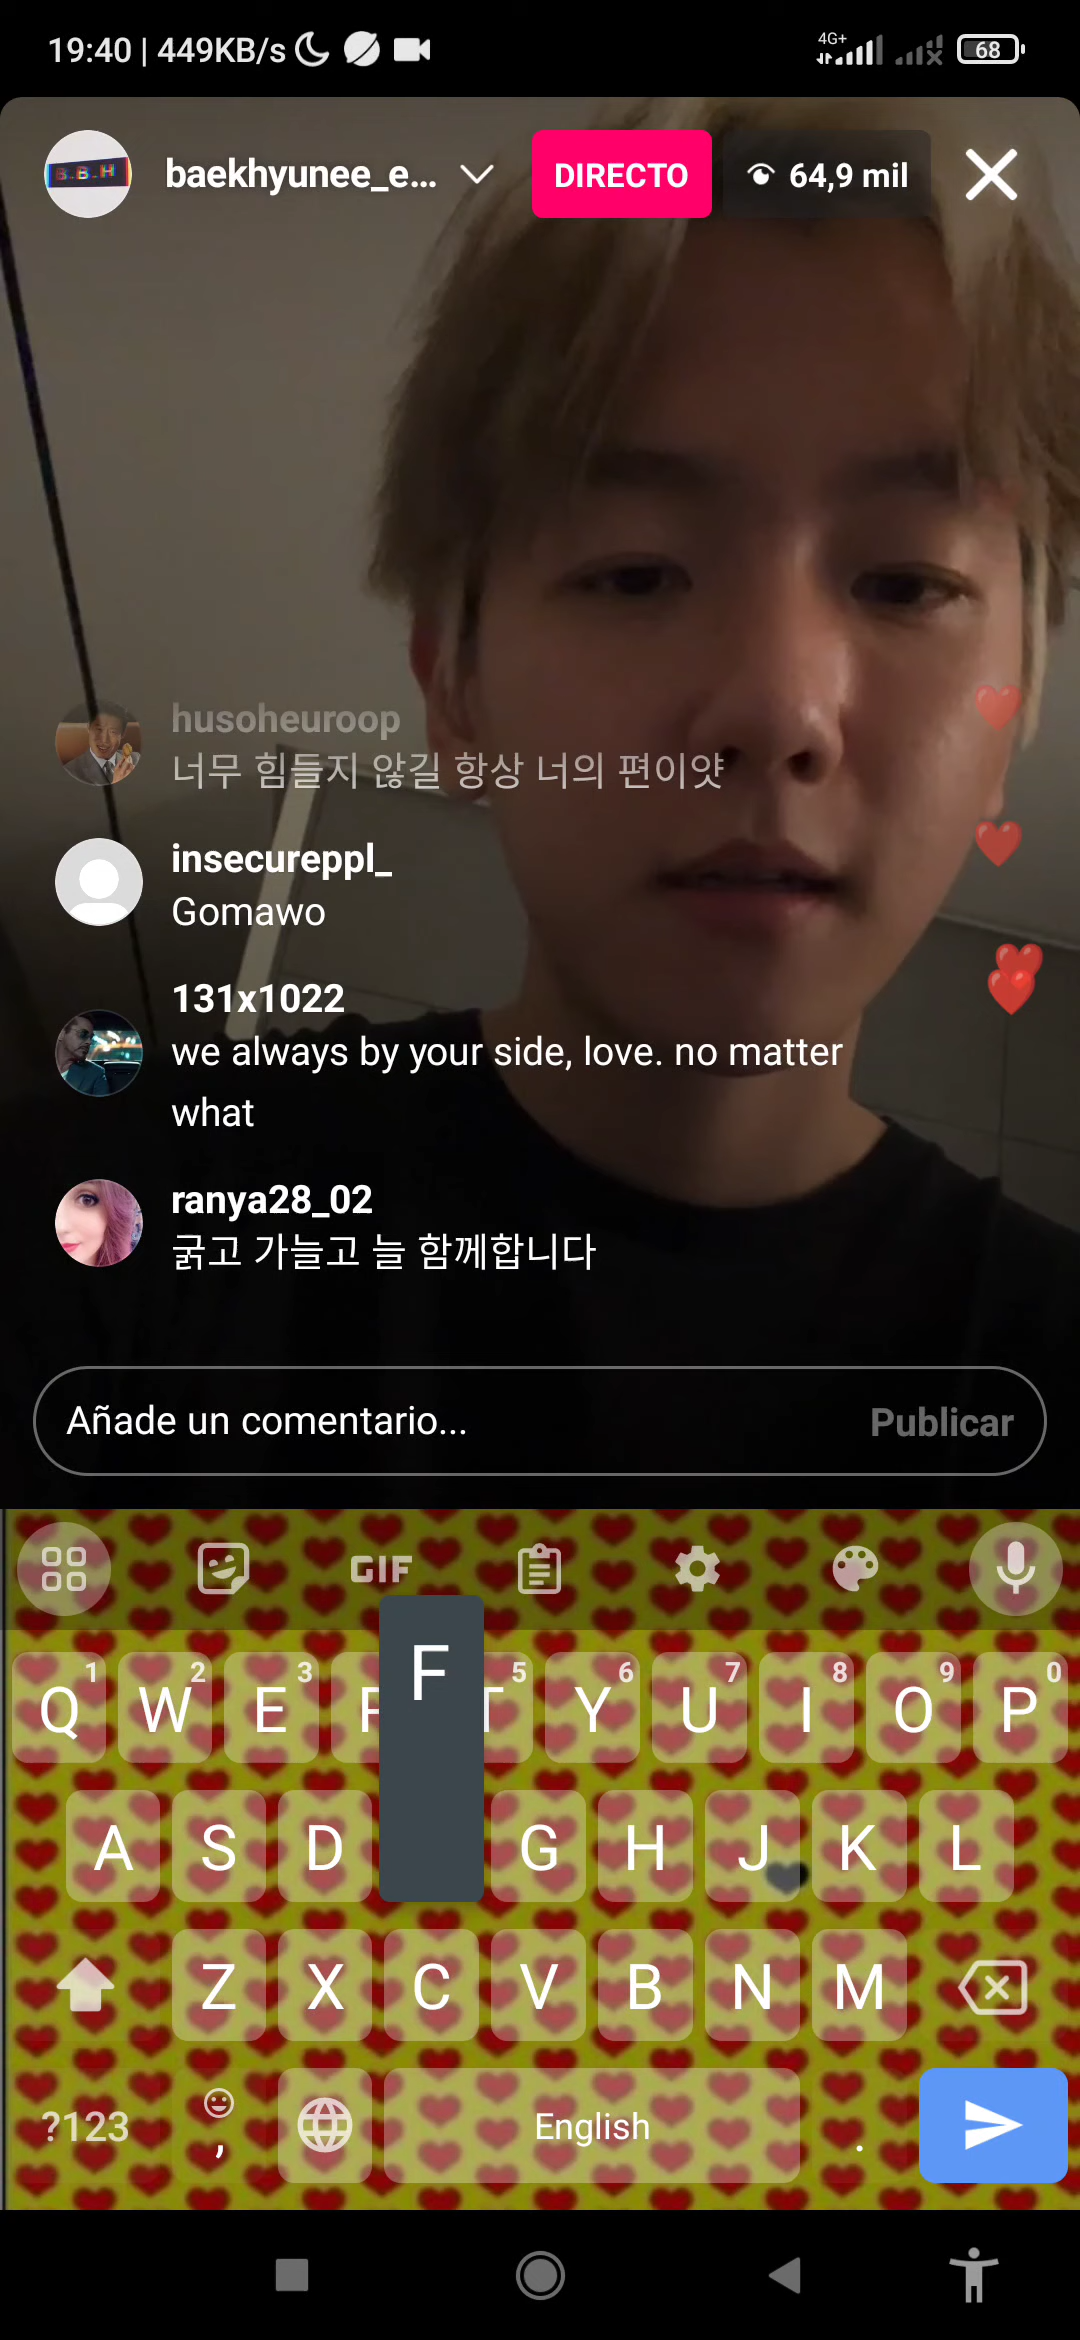 19:40 | 449KB/s
4G+
68
B.B.H
baekhyunee_e...
DIRECTO
64,9 mil
husoheuroop
너무 힘들지 않길 항상 너의 편이얏
insecureppl_
Gomawo
131x1022
we always by your side, love. no matter
what
ranya28_02
굵고 가늘고 늘 함께합니다
Añade un comentario...
Publicar
GIF
F
1 2 3 5 6 7 8 9 0
Q W E R T Y U I O P
A S D G H J K L
Z X C V B N M
?123 , English .